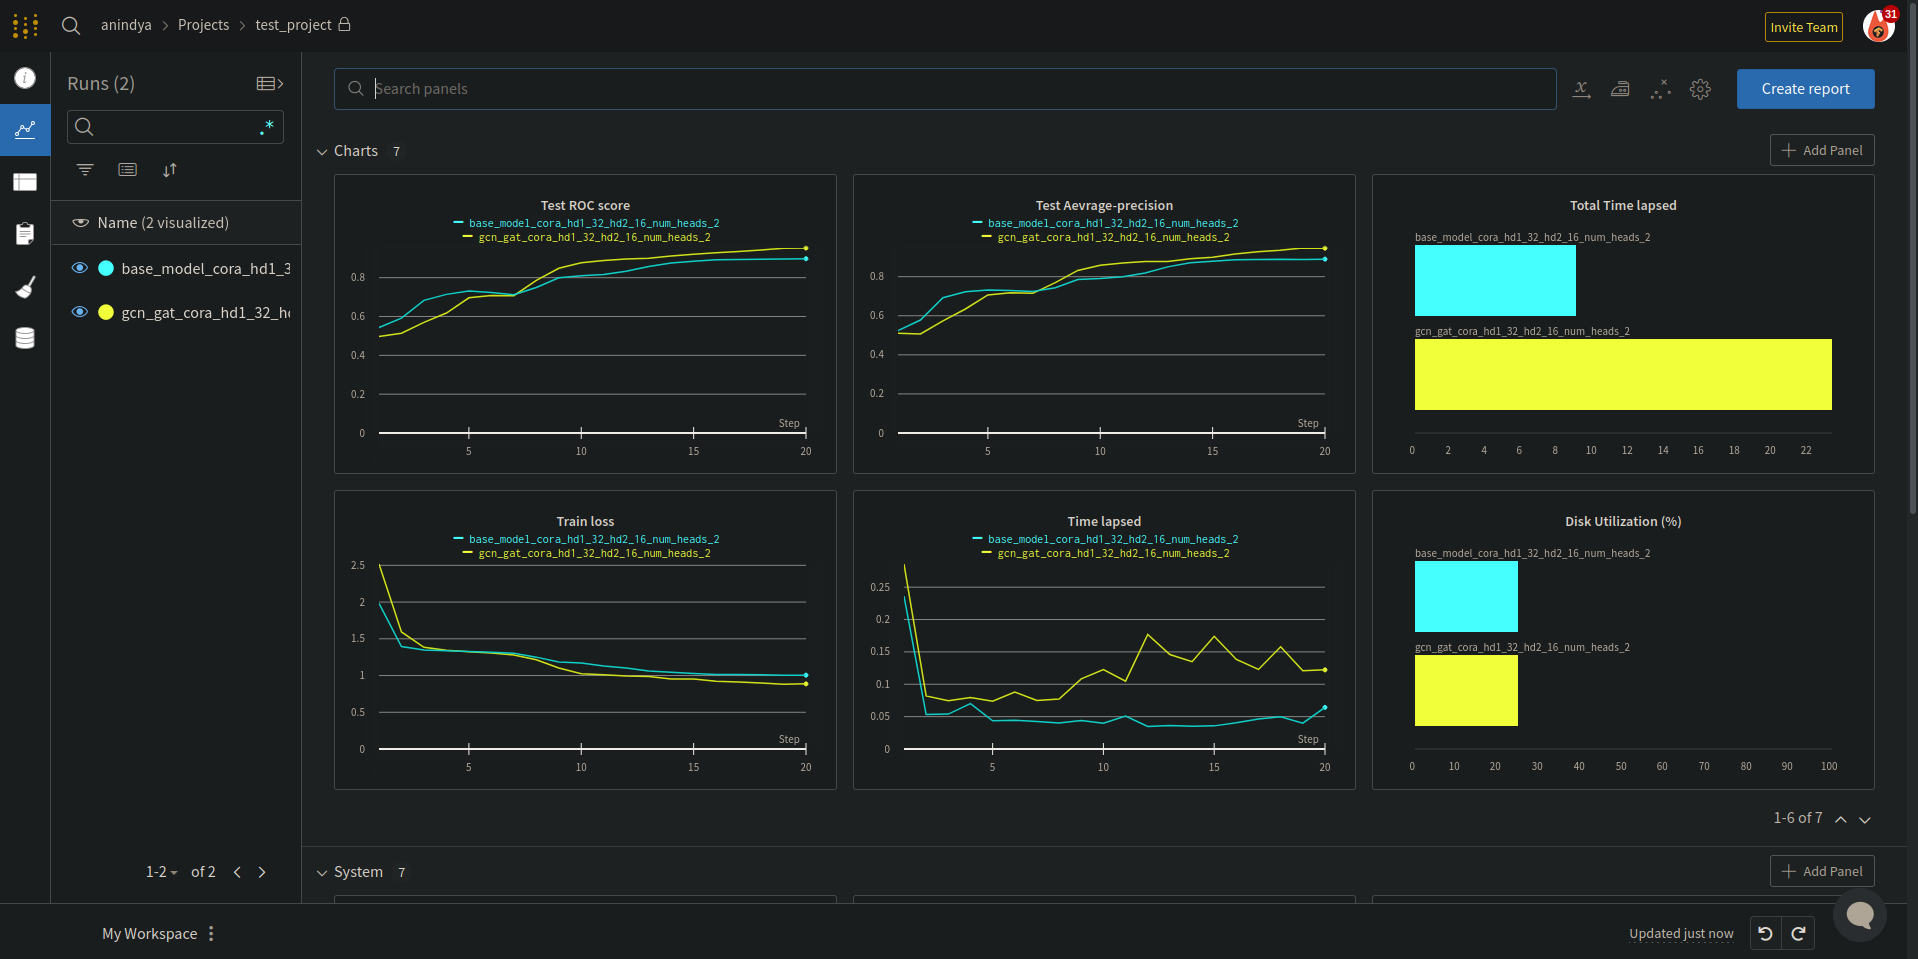 anindya > Projects > test_project
Invite Team
31
Runs (2)
.*
Name (2 visualized)
base_model_cora_hd1_3
gcn_gat_cora_hd1_32_h
1-2 of 2
Search panels
Create report
Charts 7
Add Panel
Test ROC score
base_model_cora_hd1_32_hd2_16_num_heads_2
gcn_gat_cora_hd1_32_hd2_16_num_heads_2
0.8
0.6
0.4
0.2
0
Step
5 10 15 20
Test Aevrage-precision
base_model_cora_hd1_32_hd2_16_num_heads_2
gcn_gat_cora_hd1_32_hd2_16_num_heads_2
0.8
0.6
0.4
0.2
0
Step
5 10 15 20
Total Time lapsed
base_model_cora_hd1_32_hd2_16_num_heads_2
gcn_gat_cora_hd1_32_hd2_16_num_heads_2
0 2 4 6 8 10 12 14 16 18 20 22
Train loss
base_model_cora_hd1_32_hd2_16_num_heads_2
gcn_gat_cora_hd1_32_hd2_16_num_heads_2
2.5
2
1.5
1
0.5
0
Step
5 10 15 20
Time lapsed
base_model_cora_hd1_32_hd2_16_num_heads_2
gcn_gat_cora_hd1_32_hd2_16_num_heads_2
0.25
0.2
0.15
0.1
0.05
0
Step
5 10 15 20
Disk Utilization (%)
base_model_cora_hd1_32_hd2_16_num_heads_2
gcn_gat_cora_hd1_32_hd2_16_num_heads_2
0 10 20 30 40 50 60 70 80 90 100
1-6 of 7
System 7
Add Panel
My Workspace
Updated just now